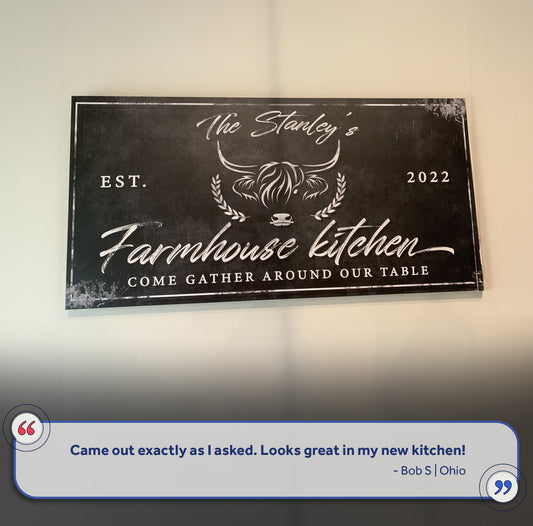 The Stanley's
EST. 2022
Farmhouse kitchen
COME GATHER AROUND OUR TABLE
“
Came out exactly as I asked. Looks great in my new kitchen!
- Bob S | Ohio
”